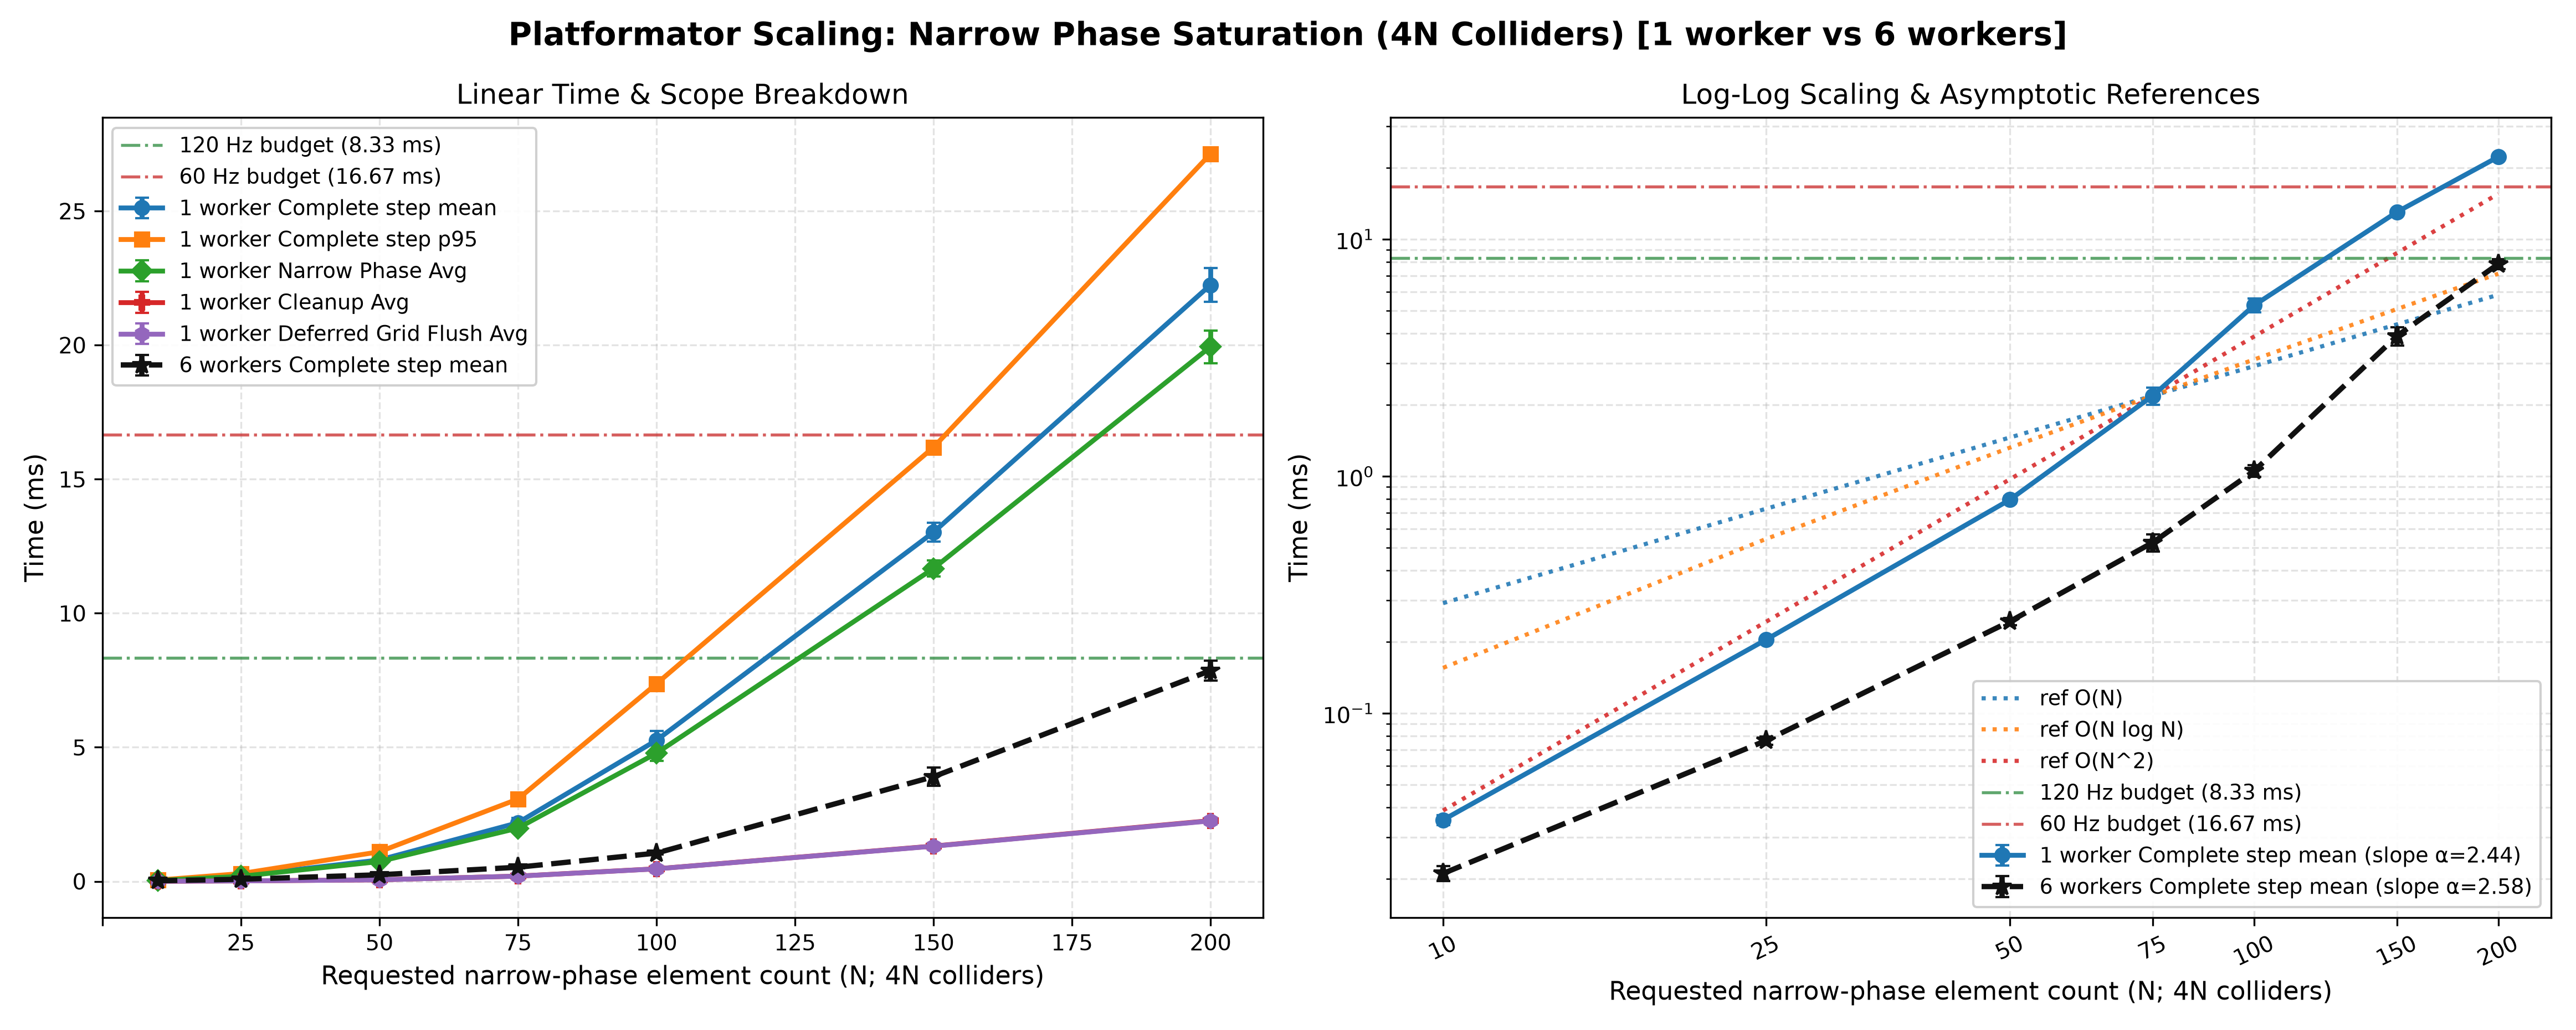 Platformator Scaling: Narrow Phase Saturation (4N Colliders) [1 worker vs 6 workers]
Linear Time & Scope Breakdown
120 Hz budget (8.33 ms)
60 Hz budget (16.67 ms)
1 worker Complete step mean
1 worker Complete step p95
1 worker Narrow Phase Avg
1 worker Cleanup Avg
1 worker Deferred Grid Flush Avg
6 workers Complete step mean
Time (ms)
25
20
15
10
5
0
25 50 75 100 125 150 175 200
Requested narrow-phase element count (N; 4N colliders)
Log-Log Scaling & Asymptotic References
Time (ms)
10¹
10⁰
10⁻¹
ref O(N)
ref O(N log N)
ref O(N^2)
120 Hz budget (8.33 ms)
60 Hz budget (16.67 ms)
1 worker Complete step mean (slope α=2.44)
6 workers Complete step mean (slope α=2.58)
10 25 50 75 100 150 200
Requested narrow-phase element count (N; 4N colliders)